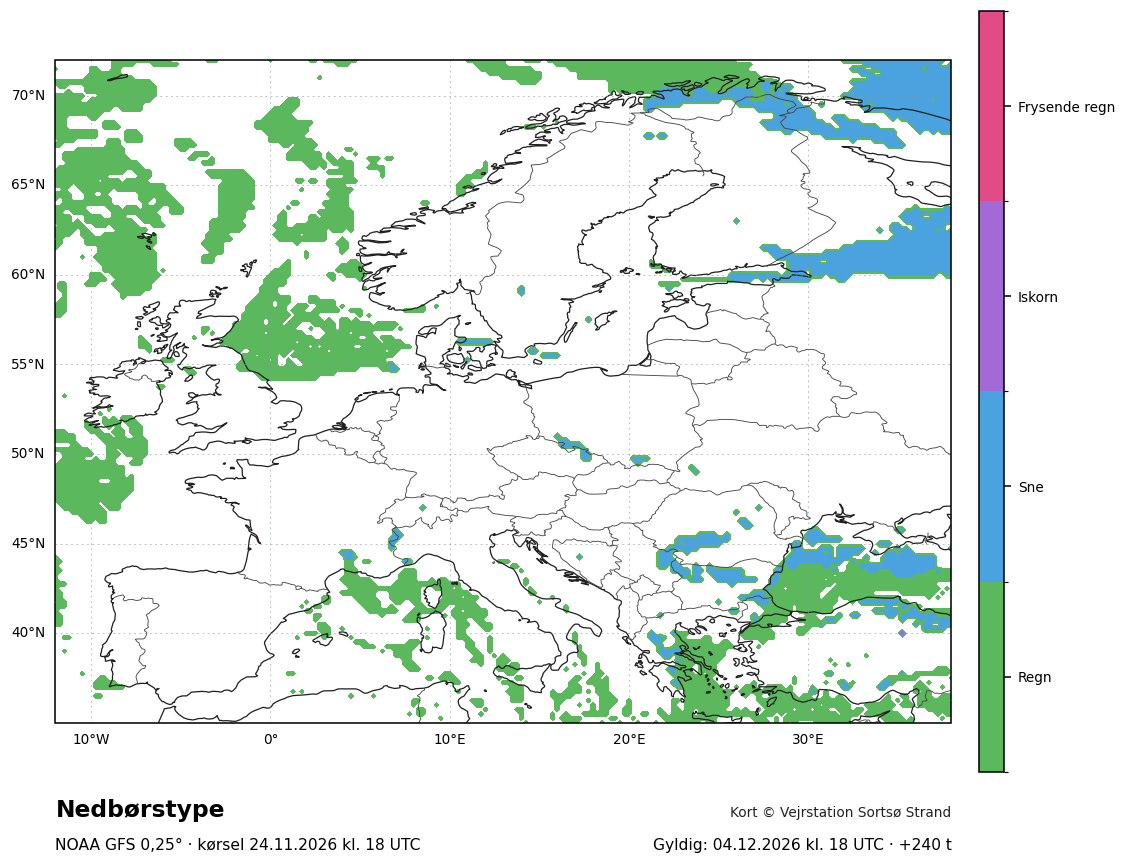 70°N
65°N
60°N
55°N
50°N
45°N
40°N
10°W
0°
10°E
20°E
30°E
Frysende regn
Iskorn
Sne
Regn
Nedbørstype
Kort © Vejrstation Sortsø Strand
NOAA GFS 0,25° · kørsel 24.11.2026 kl. 18 UTC
Gyldig: 04.12.2026 kl. 18 UTC · +240 t